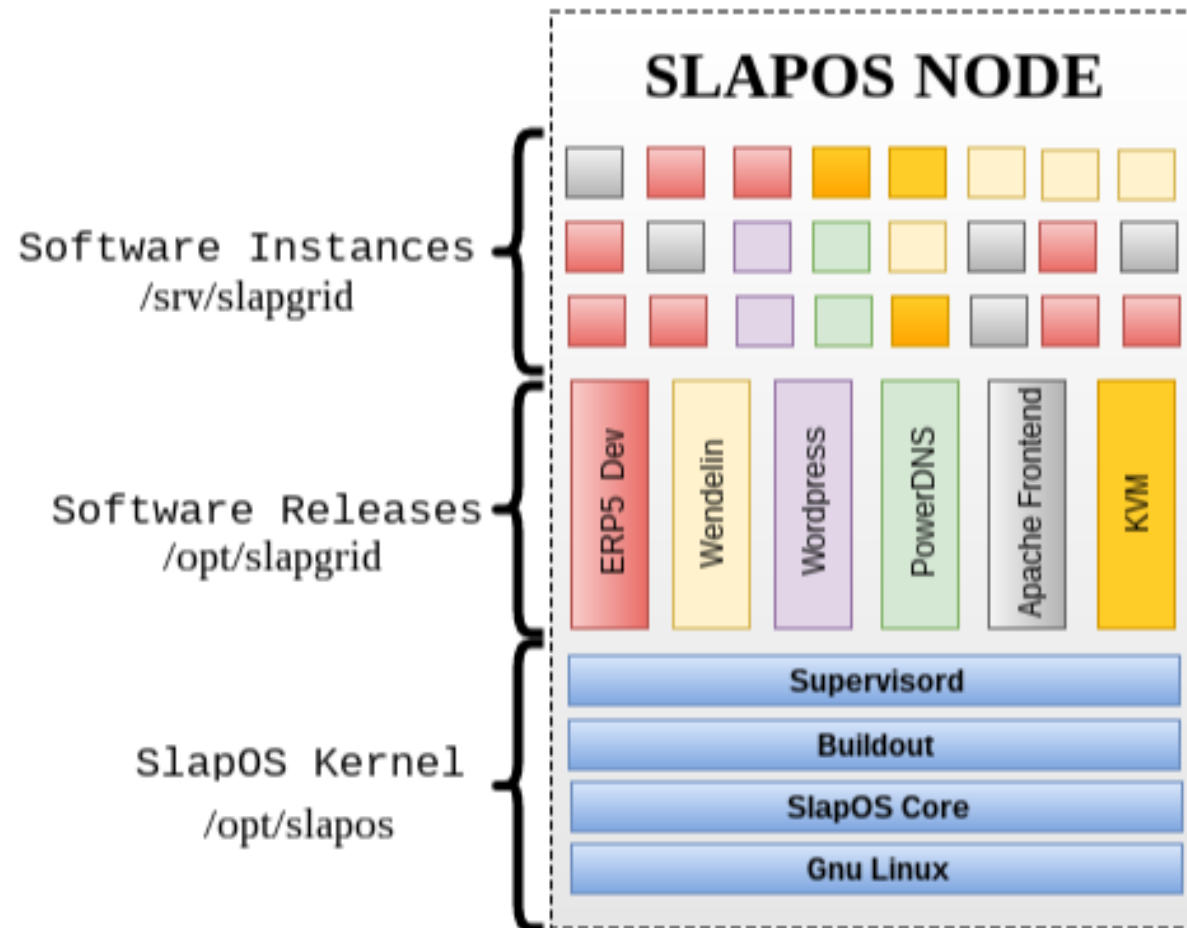 SLAPOS NODE
Software Instances
/srv/slapgrid
Software Releases
/opt/slapgrid
ERP5 Dev
Wendelin
Wordpress
PowerDNS
Apache Frontend
KVM
SlapOS Kernel
/opt/slapos
Supervisord
Buildout
SlapOS Core
Gnu Linux